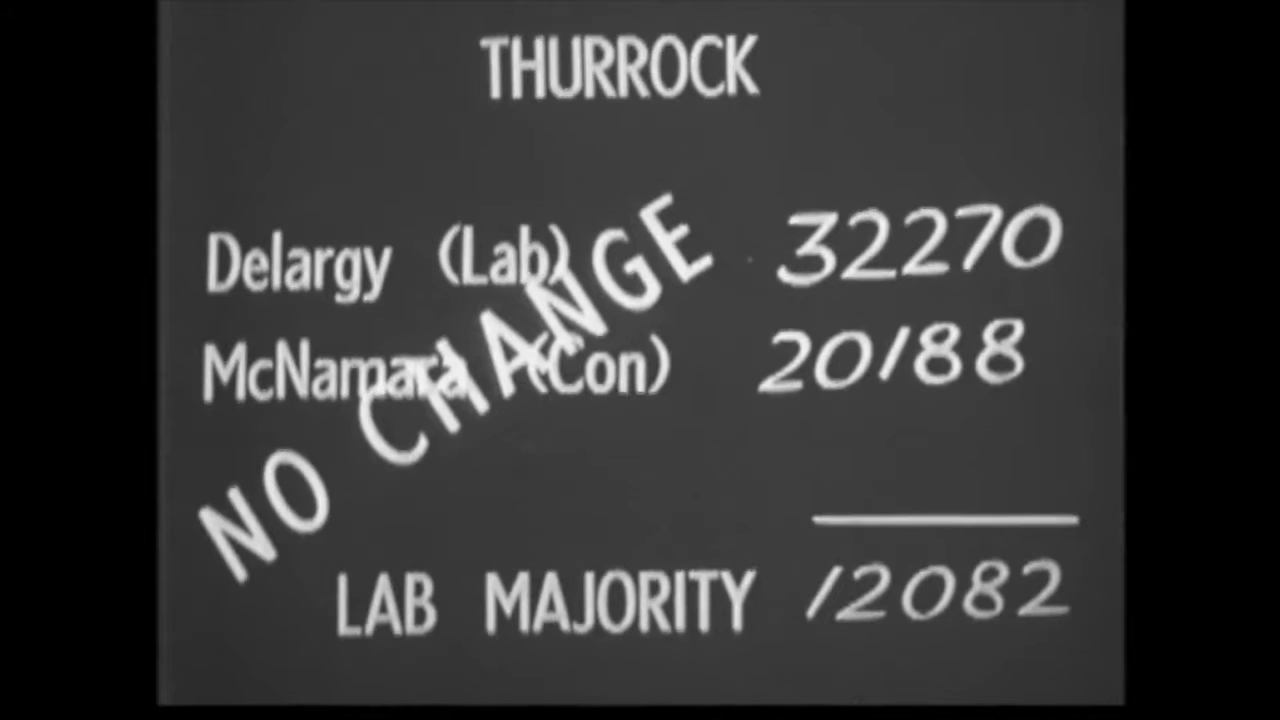 THURROCK
Delargy (Lab) 32270
McNamara (Con) 20188
NO CHANGE
LAB MAJORITY 12082